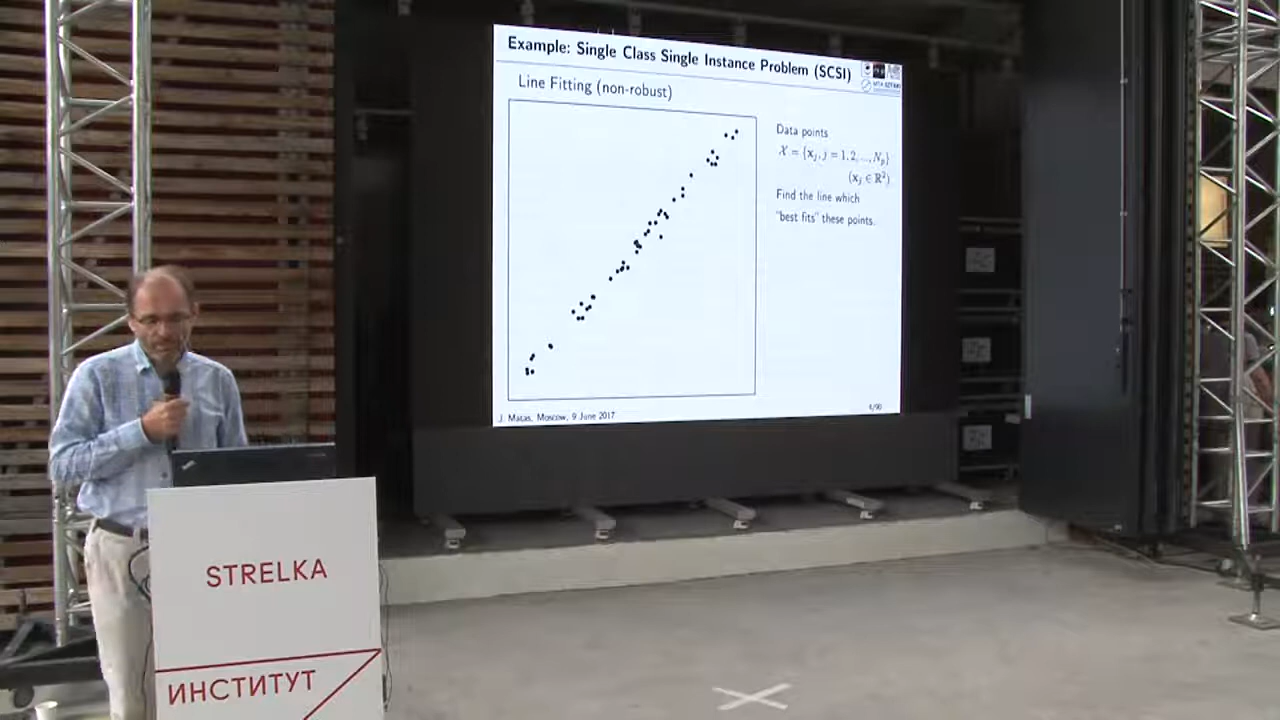 Example: Single Class Single Instance Problem (SCSI)
Line Fitting (non-robust)
Data points
𝒳 = {x_j, j = 1, 2, ..., N_p}
(x_j ∈ ℝ²)
Find the line which
"best fits" these points.
J. Matas, Moscow, 9 June 2017
STRELKA
ИНСТИТУТ